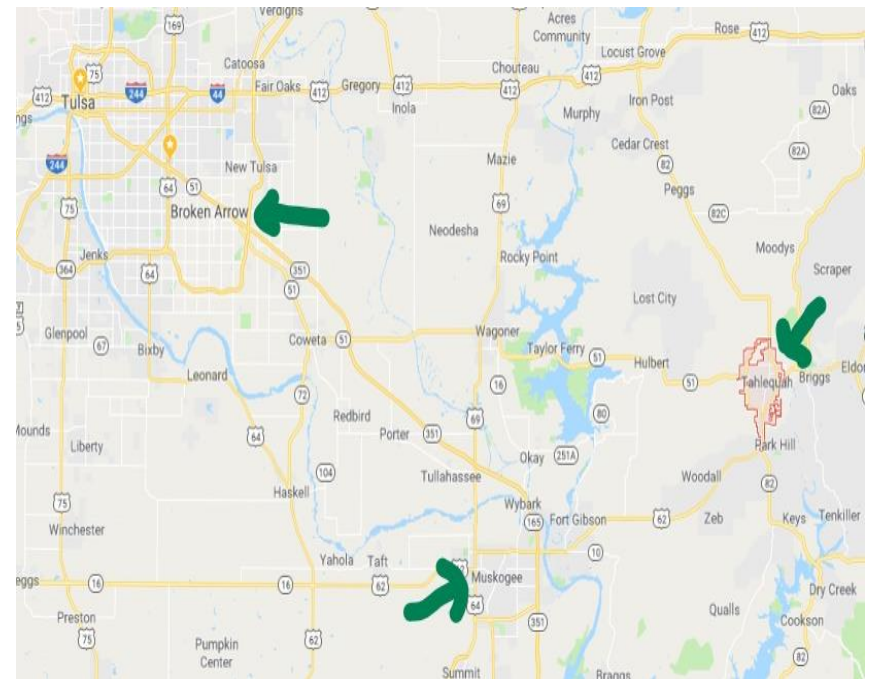 Verdigris
Acres
Community
Rose
412
169
Locust Grove
75
Catoosa
Chouteau
412
412
244
44
Fair Oaks
412
Gregory
412
412
Oaks
Tulsa
Inola
Murphy
Iron Post
82A
ngs
Cedar Crest
82A
244
New Tulsa
Mazie
82
64
51
Peggs
75
Broken Arrow
69
82C
Neodesha
Moodys
Jenks
Rocky Point
364
64
351
Scraper
51
Lost City
Glenpool
67
Bixby
Coweta
51
Wagoner
Taylor Ferry
51
Hulbert
Leonard
16
51
Tahlequah
Briggs
Eldon
72
Redbird
69
80
Mounds
Liberty
64
Porter
351
Park Hill
Okay
251A
104
Tullahassee
Woodall
82
Haskell
75
Wybark
165
Fort Gibson
62
Zeb
Keys
Tenkiller
Winchester
Yahola
Taft
10
eggs
16
16
62
Muskogee
Dry Creek
64
Preston
351
Qualls
Cookson
75
Pumpkin
Center
62
82
Summit
Braggs